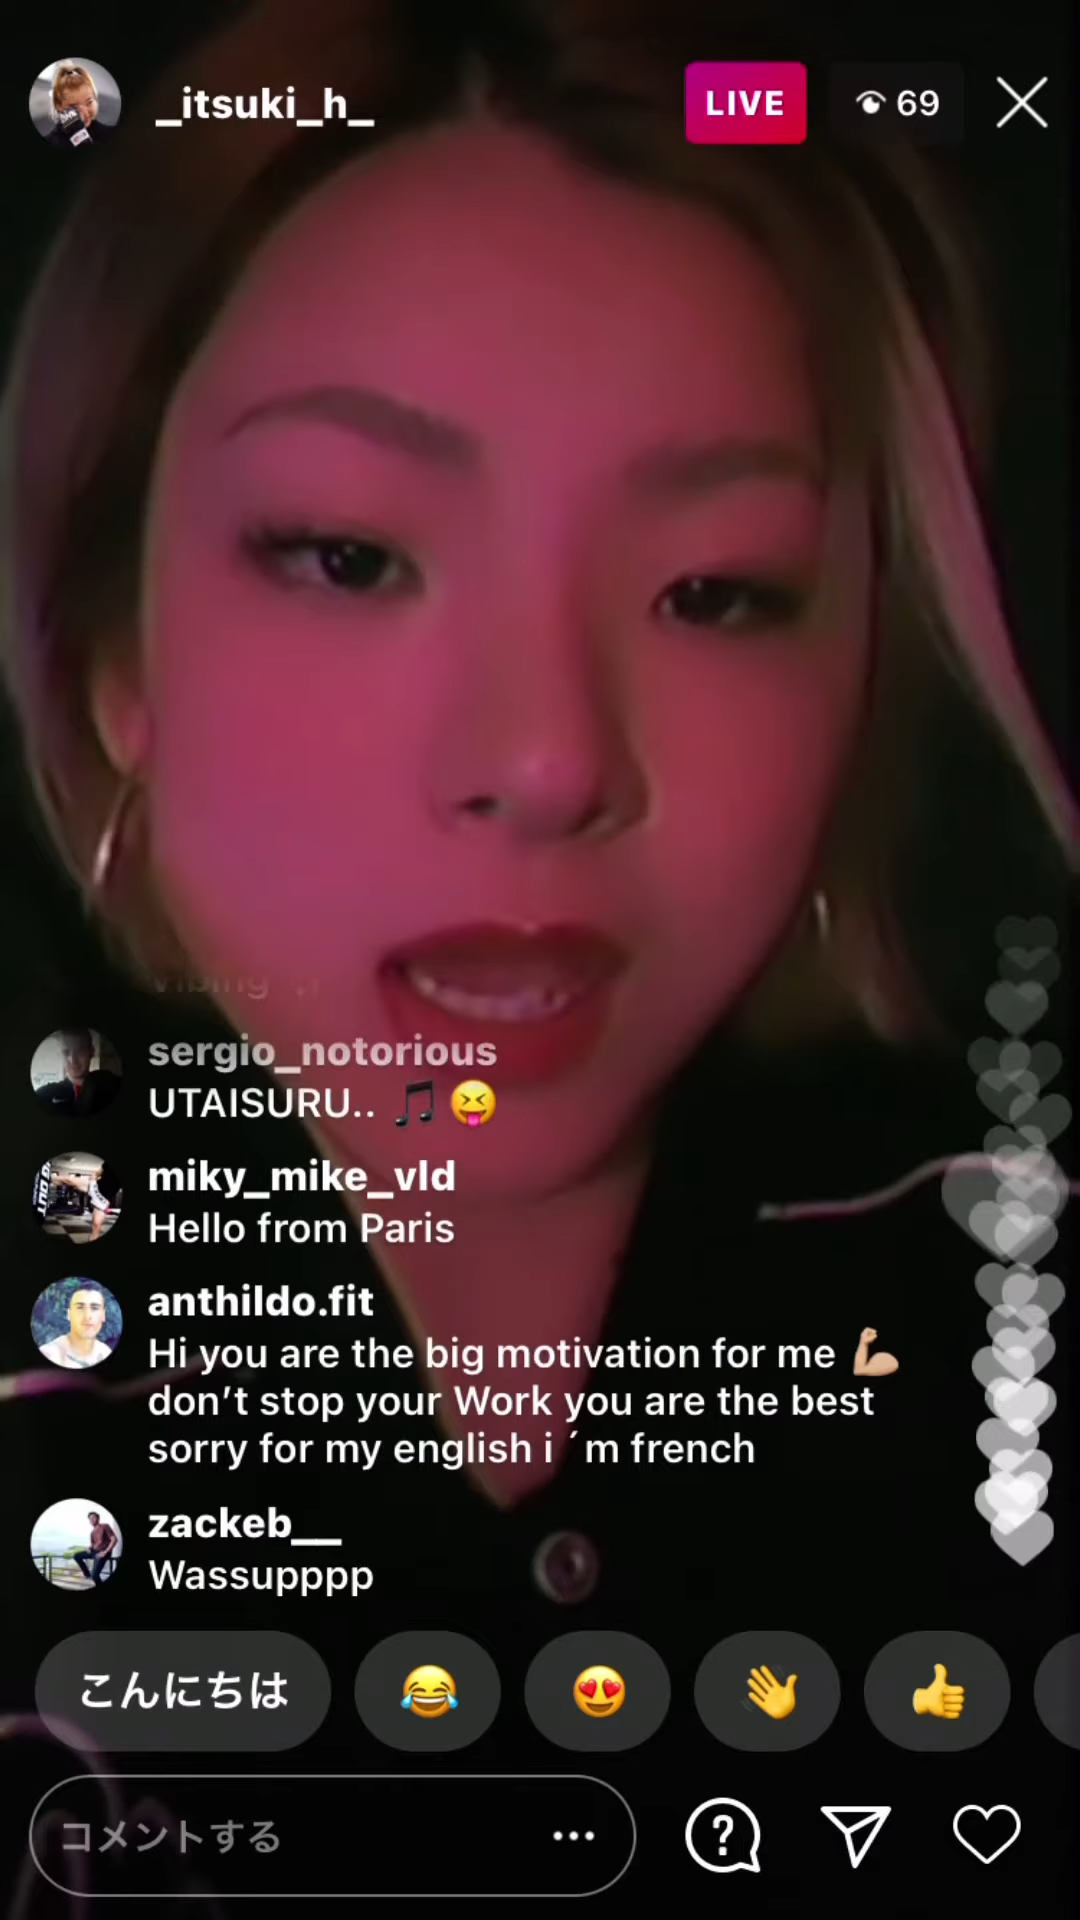 _itsuki_h_
LIVE
69
sergio_notorious
UTAISURU.. 🎵😝
miky_mike_vld
Hello from Paris
anthildo.fit
Hi you are the big motivation for me 💪🏼
don’t stop your Work you are the best
sorry for my english i ´m french
zackeb__
Wassupppp
こんにちは
😂 😍 👋 👍
コメントする